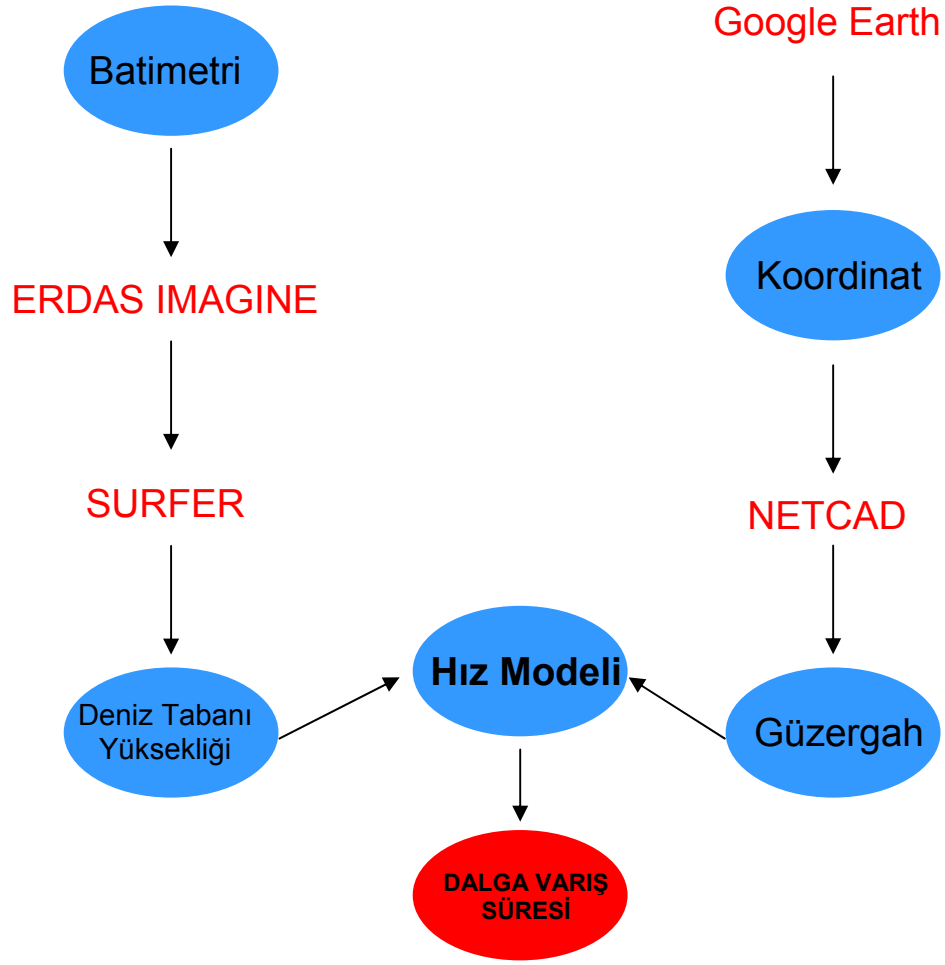 Google Earth
Batimetri
Koordinat
ERDAS IMAGINE
SURFER
NETCAD
Hız Modeli
Deniz Tabanı
Yüksekliği
Güzergah
DALGA VARIŞ
SÜRESİ